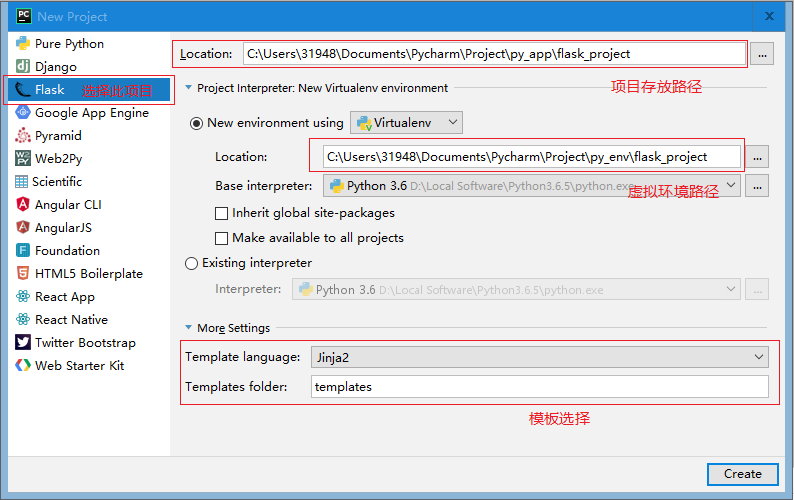 PC New Project
Pure Python
Django
Flask 选择此项目
Google App Engine
Pyramid
Web2Py
Scientific
Angular CLI
AngularJS
Foundation
HTML5 Boilerplate
React App
React Native
Twitter Bootstrap
Web Starter Kit
Location: C:\Users\31948\Documents\Pycharm\Project\py_app\flask_project ...
项目存放路径
Project Interpreter: New Virtualenv environment
New environment using Virtualenv
Location: C:\Users\31948\Documents\Pycharm\Project\py_env\flask_project ...
Base interpreter: Python 3.6 D:\Local Software\Python3.6.5\python.exe ...
虚拟环境路径
Inherit global site-packages
Make available to all projects
Existing interpreter
Interpreter: Python 3.6 D:\Local Software\Python3.6.5\python.exe ...
More Settings
Template language: Jinja2
Templates folder: templates
模板选择
Create